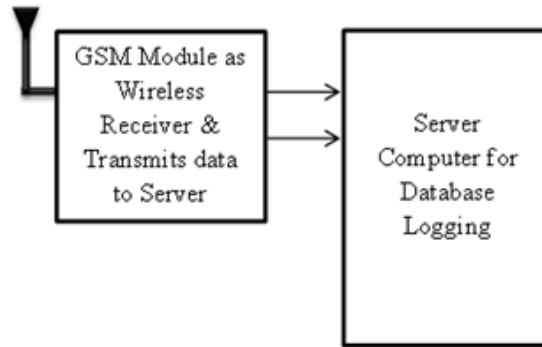 GSM Module as
Wireless
Receiver &
Transmits data
to Server
Server
Computer for
Database
Logging